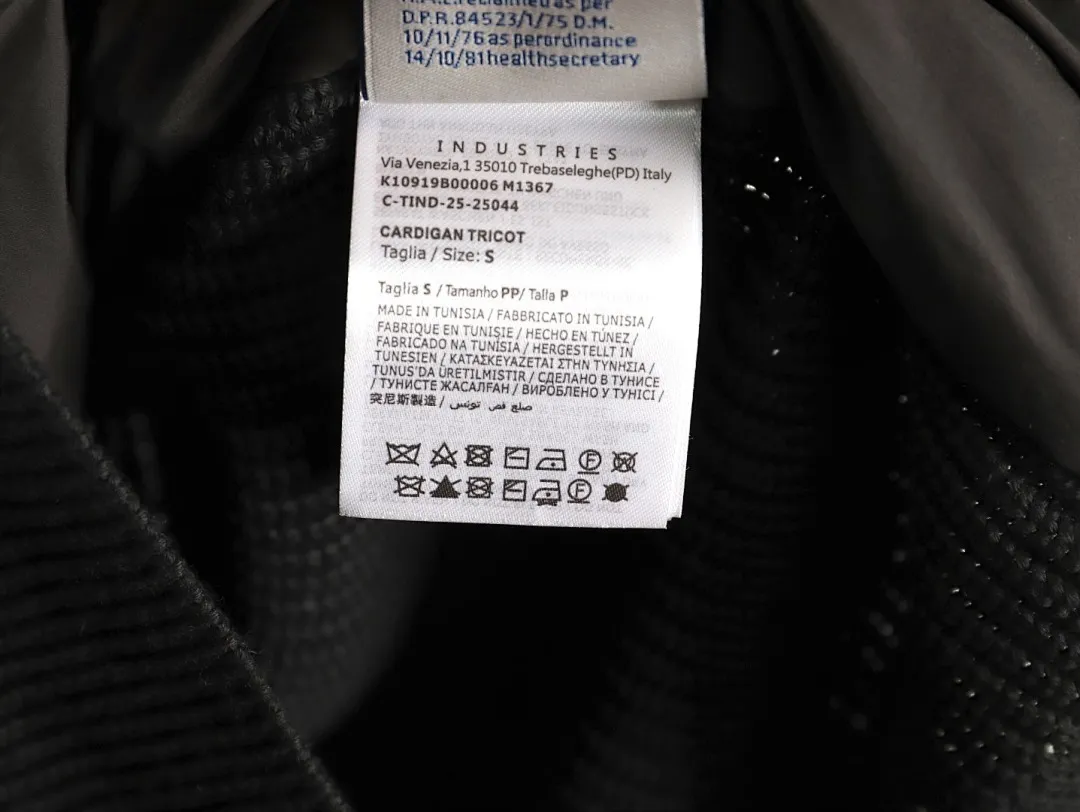 D.P.R.84523/1/75 D.M.
10/11/76 as perordinance
14/10/81healthsecretary
INDUSTRIES
Via Venezia,1 35010 Trebaseleghe(PD) Italy
K10919B00006 M1367
C-TIND-25-25044
CARDIGAN TRICOT
Taglia / Size: S
Taglia S / Tamanho PP/ Talla P
MADE IN TUNISIA / FABBRICATO IN TUNISIA /
FABRIQUE EN TUNISIE / HECHO EN TÚNEZ /
FABRICADO NA TUNÍSIA / HERGESTELLT IN
TUNESIEN / ΚΑΤΑΣΚΕΥΑΖΕΤΑΙ ΣΤΗΝ ΤΥΝΗΣΙΑ /
TUNUS'DA ÜRETILMISTIR / СДЕЛАНО В ТУНИСЕ
/ ТУНИСТЕ ЖАСАЛҒАН / ВИРОБЛЕНО У ТУНІСІ /
突尼斯製造 / صلع فص تونس